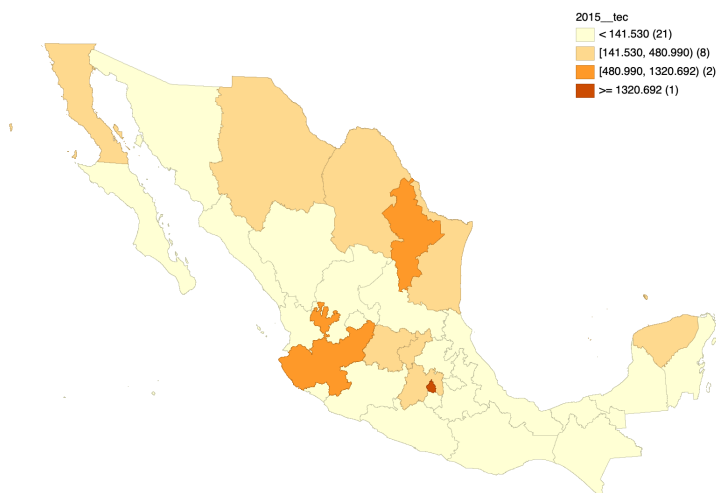 2015__tec
< 141.530 (21)
[141.530, 480.990) (8)
[480.990, 1320.692) (2)
>= 1320.692 (1)